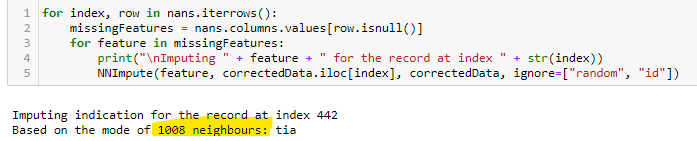 1 for index, row in nans.iterrows():
2     missingFeatures = nans.columns.values[row.isnull()]
3     for feature in missingFeatures:
4         print("\nImputing " + feature + " for the record at index " + str(index))
5         NNImpute(feature, correctedData.iloc[index], correctedData, ignore=["random", "id"])
Imputing indication for the record at index 442
Based on the mode of 1008 neighbours: tia